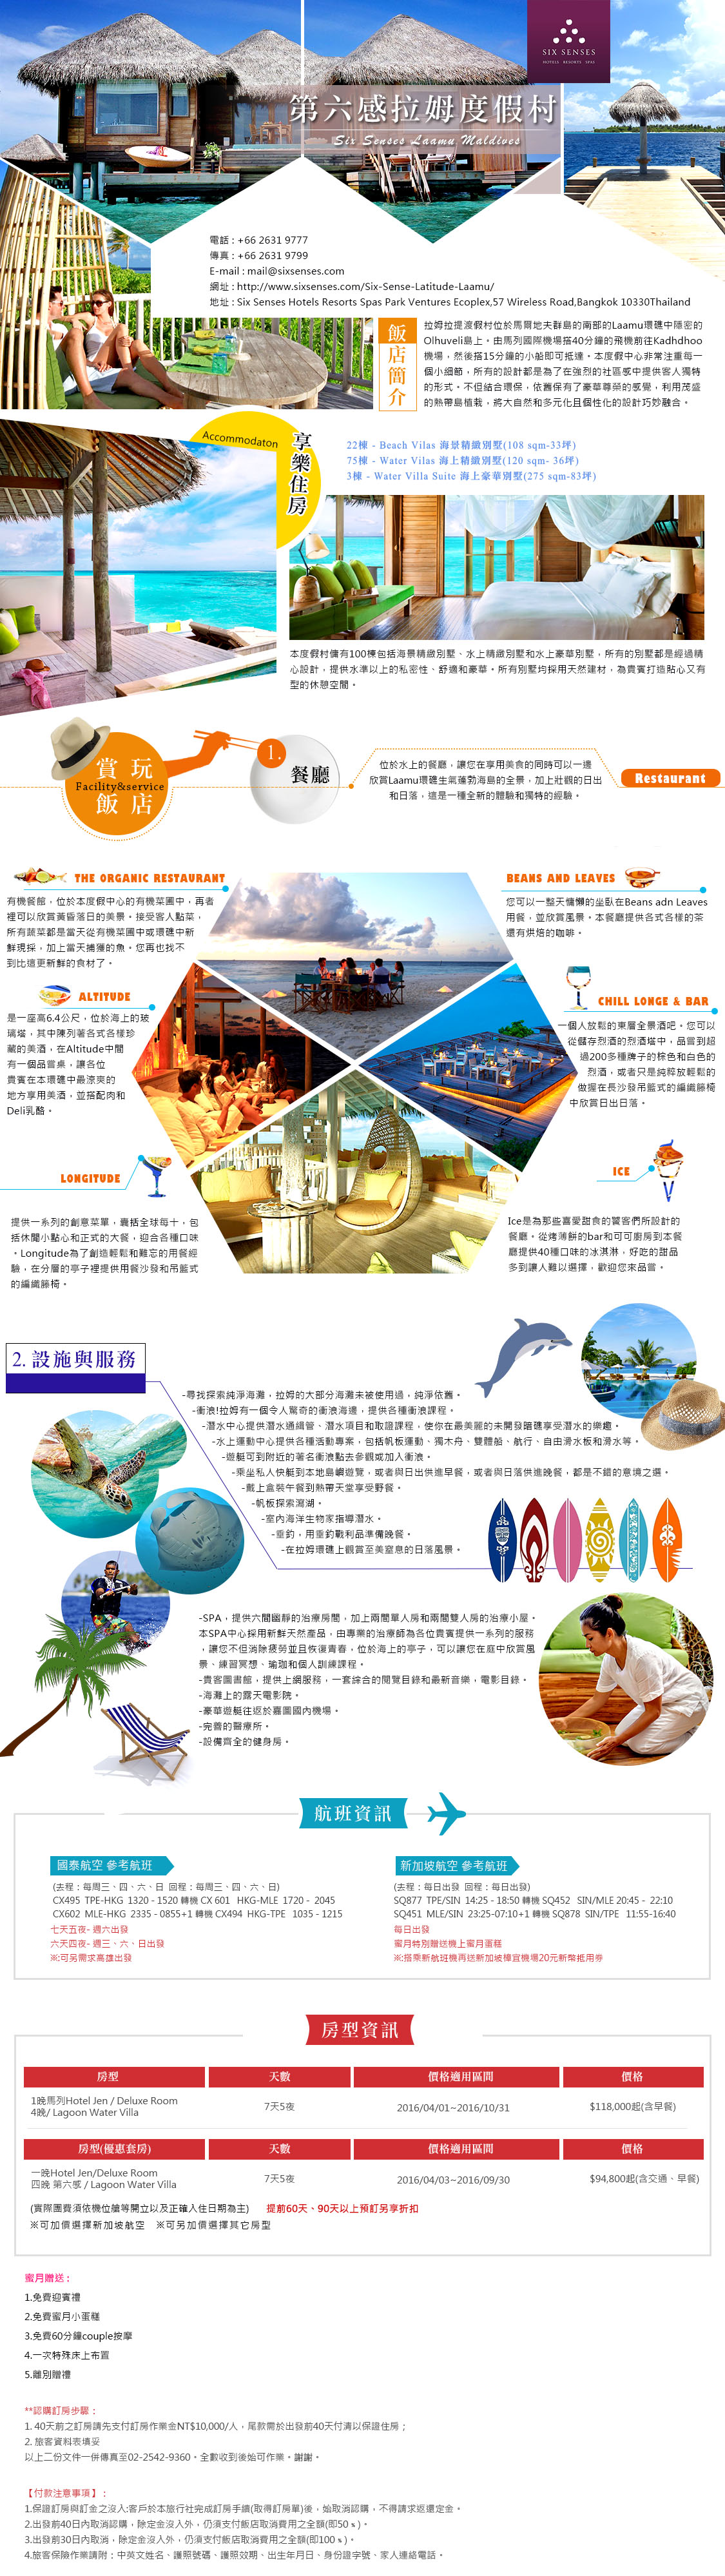 SIX SENSES
HOTELS RESORTS SPAS
第六感拉姆度假村
Six Senses Laamu Maldives
電話 : +66 2631 9777
傳真 : +66 2631 9799
E-mail : mail@sixsenses.com
網址 : http://www.sixsenses.com/Six-Sense-Latitude-Laamu/
地址 : Six Senses Hotels Resorts Spas Park Ventures Ecoplex,57 Wireless Road,Bangkok 10330Thailand
飯店簡介
拉姆拉提渡假村位於馬爾地夫群島的南部的Laamu環礁中隱密的
Olhuveli島上。由馬列國際機場搭40分鐘的飛機前往Kadhdhoo
機場，然後搭15分鐘的小船即可抵達。本度假中心非常注重每一
個小細節，所有的設計都是為了在強烈的社區感中提供客人獨特
的形式。不但結合環保，依舊保有了豪華尊榮的感覺，利用茂盛
的熱帶島植栽，將大自然和多元化且個性化的設計巧妙融合。
Accommodaton
享樂住房
22棟 - Beach Vilas 海景精緻別墅(108 sqm-33坪)
75棟 - Water Vilas 海上精緻別墅(120 sqm- 36坪)
3棟 - Water Villa Suite 海上豪華別墅(275 sqm-83坪)
本度假村傭有100棟包括海景精緻別墅、水上精緻別墅和水上豪華別墅，所有的別墅都是經過精
心設計，提供水準以上的私密性、舒適和豪華。所有別墅均採用天然建材，為貴賓打造貼心又有
型的休憩空間。
賞玩
Facility&service
飯店
1.
餐廳
位於水上的餐廳，讓您在享用美食的同時可以一邊
欣賞Laamu環礁生氣蓬勃海島的全景，加上壯觀的日出
和日落，這是一種全新的體驗和獨特的經驗。
Restaurant
THE ORGANIC RESTAURANT
有機餐館，位於本度假中心的有機菜圃中，再者
裡可以欣賞黃昏落日的美景。接受客人點菜，
所有蔬菜都是當天從有機菜圃中或環礁中新
鮮現採，加上當天捕獲的魚。您再也找不
到比這更新鮮的食材了。
BEANS AND LEAVES
您可以一整天慵懶的坐臥在Beans adn Leaves
用餐，並欣賞風景。本餐廳提供各式各樣的茶
還有烘焙的咖啡。
ALTITUDE
是一座高6.4公尺，位於海上的玻
璃塔，其中陳列著各式各樣珍
藏的美酒，在Altitude中間
有一個品嘗桌，讓各位
貴賓在本環礁中最涼爽的
地方享用美酒，並搭配肉和
Deli乳酪。
CHILL LONGE & BAR
一個人放鬆的東層全景酒吧。您可以
從儲存烈酒的烈酒塔中，品嘗到超
過200多種牌子的棕色和白色的
烈酒，或者只是純粹放輕鬆的
做握在長沙發吊籃式的編織藤椅
中欣賞日出日落。
LONGITUDE
提供一系列的創意菜單，囊括全球每十，包
括休閒小點心和正式的大餐，迎合各種口味
。Longitude為了創造輕鬆和難忘的用餐經
驗，在分層的亭子裡提供用餐沙發和吊籃式
的編織藤椅。
ICE
Ice是為那些喜愛甜食的饕客們所設計的
餐廳。從烤薄餅的bar和可可廚房到本餐
廳提供40種口味的冰淇淋，好吃的甜品
多到讓人難以選擇，歡迎您來品嘗。
2. 設施與服務
-尋找探索純淨海灘，拉姆的大部分海灘未被使用過，純淨依舊。
-衝浪!拉姆有一個令人驚奇的衝浪海邊，提供各種衝浪課程，
-潛水中心提供潛水通緝管、潛水項目和取證課程，使你在最美麗的未開發暗礁享受潛水的樂趣。
-水上運動中心提供各種活動專案，包括帆板運動、獨木舟、雙體船、航行、自由滑水板和滑水等。
-遊艇可到附近的著名衝浪點去參觀或加入衝浪。
-乘坐私人快艇到本地島嶼遊覽，或者與日出供進早餐，或者與日落供進晚餐，都是不錯的意境之選。
-戴上盒裝午餐到熱帶天堂享受野餐。
-帆板探索瀉湖。
-室內海洋生物家指導潛水。
-垂釣，用垂釣戰利品準備晚餐。
-在拉姆環礁上觀賞至美窒息的日落風景。
-SPA，提供六間幽靜的治療房間，加上兩間單人房和兩間雙人房的治療小屋。
本SPA中心採用新鮮天然產品，由專業的治療師為各位貴賓提供一系列的服務
，讓您不但消除疲勞並且恢復青春，位於海上的亭子，可以讓您在庭中欣賞風
景、練習冥想、瑜珈和個人訓練課程。
-貴客圖書館，提供上網服務，一套綜合的閱覽目錄和最新音樂，電影目錄。
-海灘上的露天電影院。
-豪華遊艇往返於嘉圖國內機場。
-完善的醫療所。
-設備齊全的健身房。
航班資訊
國泰航空 參考航班
(去程：每周三、四、六、日 回程：每周三、四、六、日)
CX495 TPE-HKG 1320 - 1520 轉機 CX 601 HKG-MLE 1720 - 2045
CX602 MLE-HKG 2335 - 0855+1 轉機 CX494 HKG-TPE 1035 - 1215
七天五夜- 週六出發
六天四夜- 週三、六、日出發
※:可另需求高雄出發
新加坡航空 參考航班
(去程：每日出發 回程：每日出發)
SQ877 TPE/SIN 14:25 - 18:50 轉機 SQ452 SIN/MLE 20:45 - 22:10
SQ451 MLE/SIN 23:25-07:10+1 轉機 SQ878 SIN/TPE 11:55-16:40
每日出發
蜜月特別贈送機上蜜月蛋糕
※:搭乘新航班機再送新加坡樟宜機場20元新幣抵用券
房型資訊
房型 天數 價格適用區間 價格
1晚馬列Hotel Jen / Deluxe Room
4晚/ Lagoon Water Villa
7天5夜 2016/04/01~2016/10/31 $118,000起(含早餐)
房型(優惠套房) 天數 價格適用區間 價格
一晚Hotel Jen/Deluxe Room
四晚 第六感 / Lagoon Water Villa
7天5夜 2016/04/03~2016/09/30 $94,800起(含交通、早餐)
(實際團費須依機位艙等開立以及正確入住日期為主) 提前60天、90天以上預訂另享折扣
※可加價選擇新加坡航空 ※可另加價選擇其它房型
蜜月贈送：
1.免費迎賓禮
2.免費蜜月小蛋糕
3.免費60分鐘couple按摩
4.一次特殊床上布置
5.離別贈禮
**認購訂房步驟：
1. 40天前之訂房請先支付訂房作業金NT$10,000/人，尾款需於出發前40天付清以保證住房；
2. 旅客資料表填妥
以上二份文件一併傳真至02-2542-9360。全數收到後始可作業。謝謝。
【付款注意事項】：
1.保證訂房與訂金之沒入:客戶於本旅行社完成訂房手續(取得訂房單)後，始取消認購，不得請求返還定金。
2.出發前40日內取消認購，除定金沒入外，仍須支付飯店取消費用之全額(即50﹪)。
3.出發前30日內取消，除定金沒入外，仍須支付飯店取消費用之全額(即100﹪)。
4.旅客保險作業請附：中英文姓名、護照號碼、護照效期、出生年月日、身份證字號、家人連絡電話。